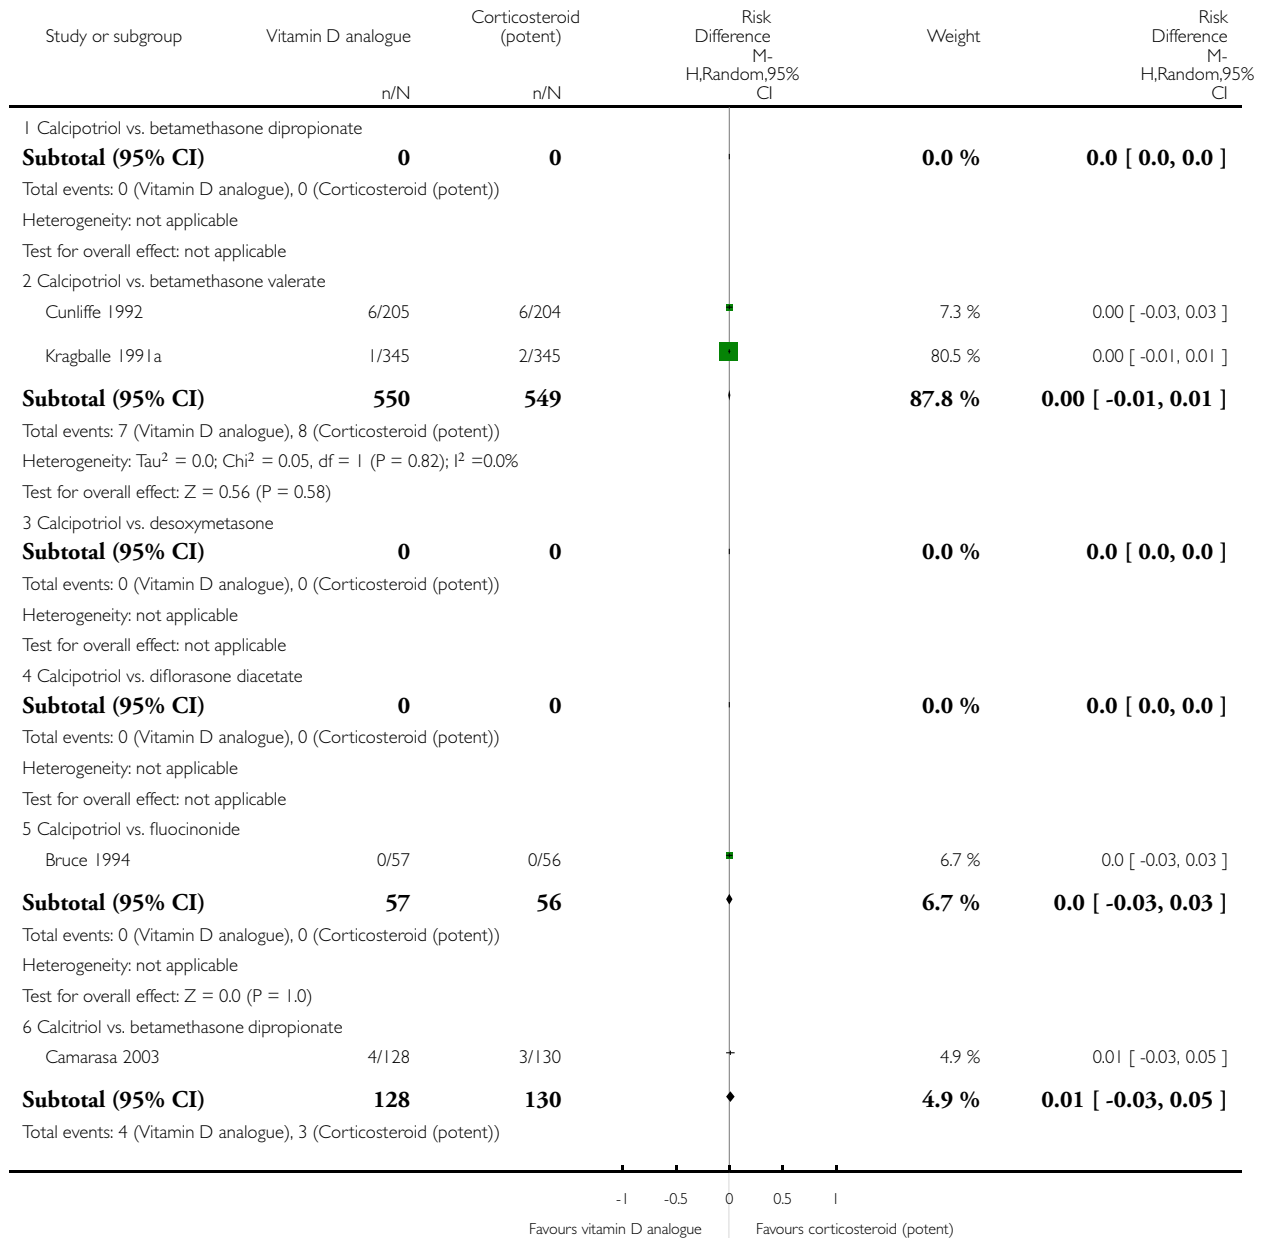 Study or subgroup Vitamin D analogue Corticosteroid (potent) Risk Difference M-H,Random,95% CI Weight Risk Difference M-H,Random,95% CI
n/N n/N
1 Calcipotriol vs. betamethasone dipropionate
Subtotal (95% CI) 0 0 0.0 % 0.0 [ 0.0, 0.0 ]
Total events: 0 (Vitamin D analogue), 0 (Corticosteroid (potent))
Heterogeneity: not applicable
Test for overall effect: not applicable
2 Calcipotriol vs. betamethasone valerate
Cunliffe 1992 6/205 6/204 7.3 % 0.00 [ -0.03, 0.03 ]
Kragballe 1991a 1/345 2/345 80.5 % 0.00 [ -0.01, 0.01 ]
Subtotal (95% CI) 550 549 87.8 % 0.00 [ -0.01, 0.01 ]
Total events: 7 (Vitamin D analogue), 8 (Corticosteroid (potent))
Heterogeneity: Tau² = 0.0; Chi² = 0.05, df = 1 (P = 0.82); I² =0.0%
Test for overall effect: Z = 0.56 (P = 0.58)
3 Calcipotriol vs. desoxymetasone
Subtotal (95% CI) 0 0 0.0 % 0.0 [ 0.0, 0.0 ]
Total events: 0 (Vitamin D analogue), 0 (Corticosteroid (potent))
Heterogeneity: not applicable
Test for overall effect: not applicable
4 Calcipotriol vs. diflorasone diacetate
Subtotal (95% CI) 0 0 0.0 % 0.0 [ 0.0, 0.0 ]
Total events: 0 (Vitamin D analogue), 0 (Corticosteroid (potent))
Heterogeneity: not applicable
Test for overall effect: not applicable
5 Calcipotriol vs. fluocinonide
Bruce 1994 0/57 0/56 6.7 % 0.0 [ -0.03, 0.03 ]
Subtotal (95% CI) 57 56 6.7 % 0.0 [ -0.03, 0.03 ]
Total events: 0 (Vitamin D analogue), 0 (Corticosteroid (potent))
Heterogeneity: not applicable
Test for overall effect: Z = 0.0 (P = 1.0)
6 Calcitriol vs. betamethasone dipropionate
Camarasa 2003 4/128 3/130 4.9 % 0.01 [ -0.03, 0.05 ]
Subtotal (95% CI) 128 130 4.9 % 0.01 [ -0.03, 0.05 ]
Total events: 4 (Vitamin D analogue), 3 (Corticosteroid (potent))
-1 -0.5 0 0.5 1
Favours vitamin D analogue Favours corticosteroid (potent)